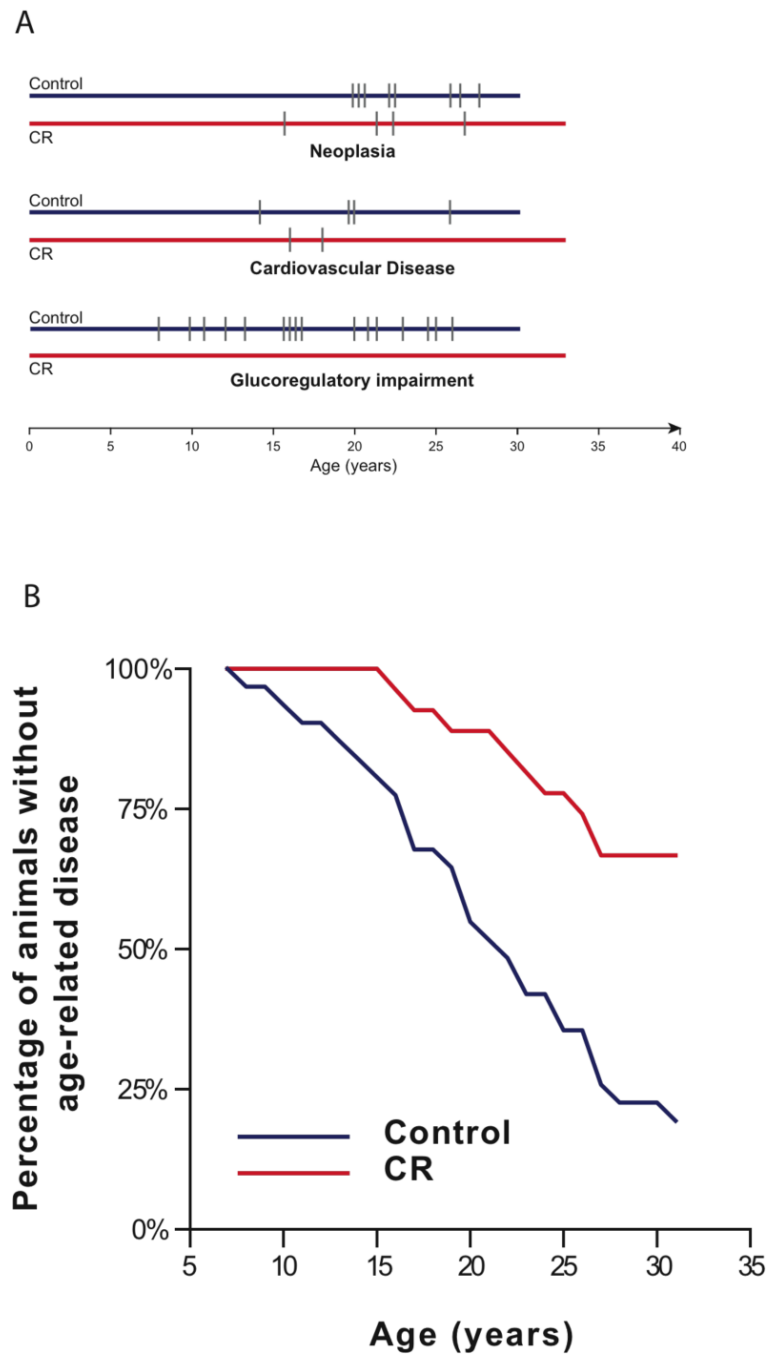 A
Control
CR
Neoplasia
Control
CR
Cardiovascular Disease
Control
CR
Glucoregulatory impairment
0 5 10 15 20 25 30 35 40
Age (years)
B
Percentage of animals without
age-related disease
100%
75%
50%
25%
0%
Control
CR
5 10 15 20 25 30 35
Age (years)